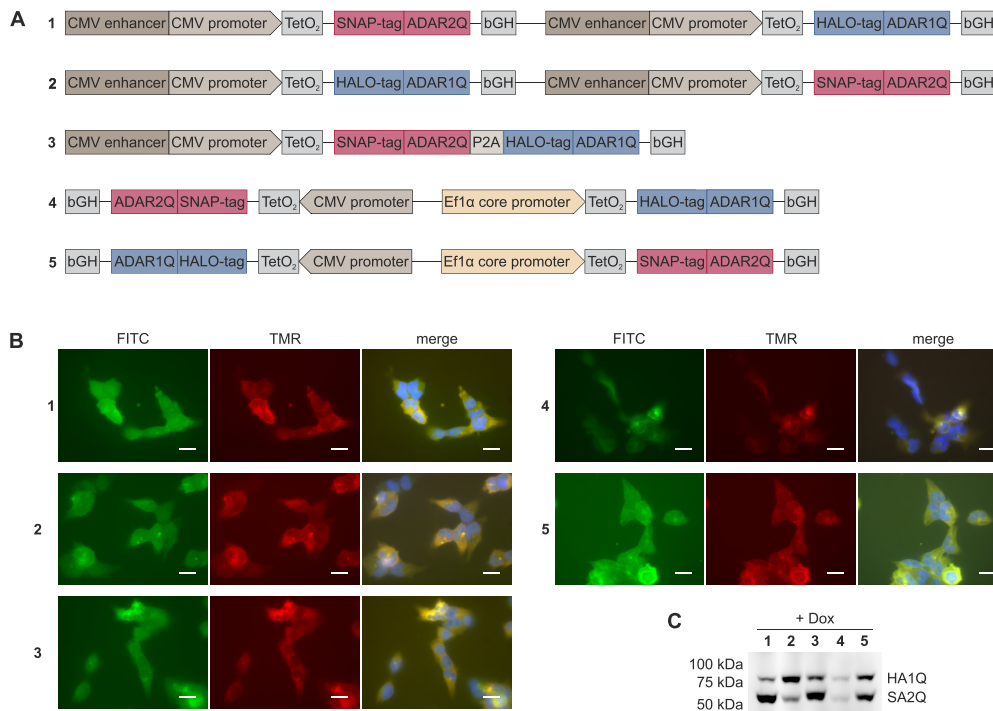 A
1 CMV enhancer CMV promoter TetO2 SNAP-tag ADAR2Q bGH CMV enhancer CMV promoter TetO2 HALO-tag ADAR1Q bGH
2 CMV enhancer CMV promoter TetO2 HALO-tag ADAR1Q bGH CMV enhancer CMV promoter TetO2 SNAP-tag ADAR2Q bGH
3 CMV enhancer CMV promoter TetO2 SNAP-tag ADAR2Q P2A HALO-tag ADAR1Q bGH
4 bGH ADAR2Q SNAP-tag TetO2 CMV promoter Ef1α core promoter TetO2 HALO-tag ADAR1Q bGH
5 bGH ADAR1Q HALO-tag TetO2 CMV promoter Ef1α core promoter TetO2 SNAP-tag ADAR2Q bGH
B
FITC TMR merge
1
2
3
FITC TMR merge
4
5
C
+ Dox
1 2 3 4 5
100 kDa
75 kDa HA1Q
50 kDa SA2Q